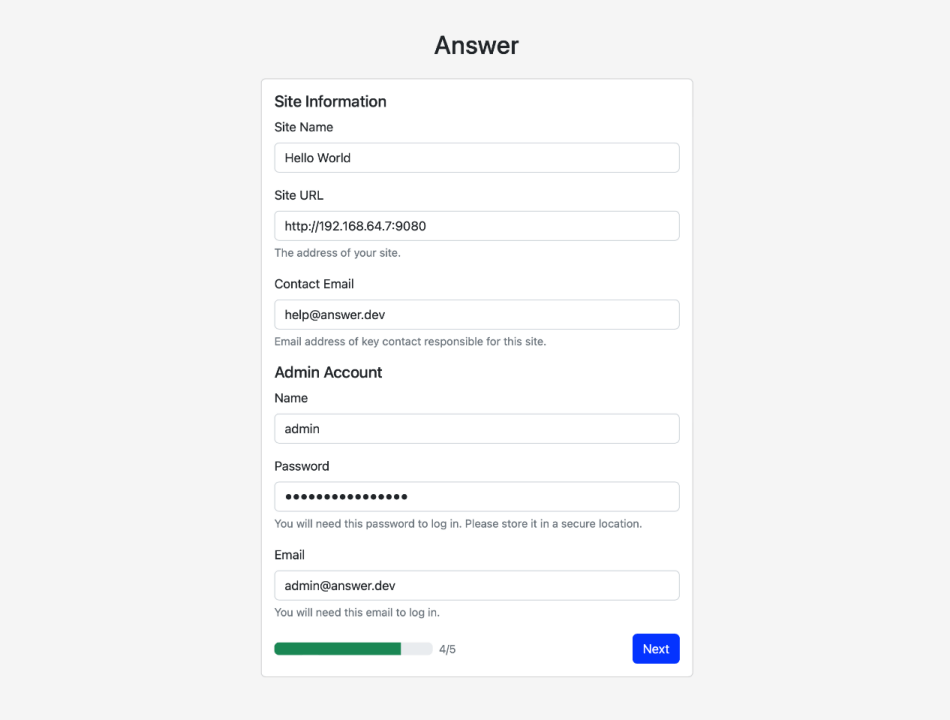 Answer
Site Information
Site Name
Hello World
Site URL
http://192.168.64.7:9080
The address of your site.
Contact Email
help@answer.dev
Email address of key contact responsible for this site.
Admin Account
Name
admin
Password
••••••••••••••••
You will need this password to log in. Please store it in a secure location.
Email
admin@answer.dev
You will need this email to log in.
4/5
Next